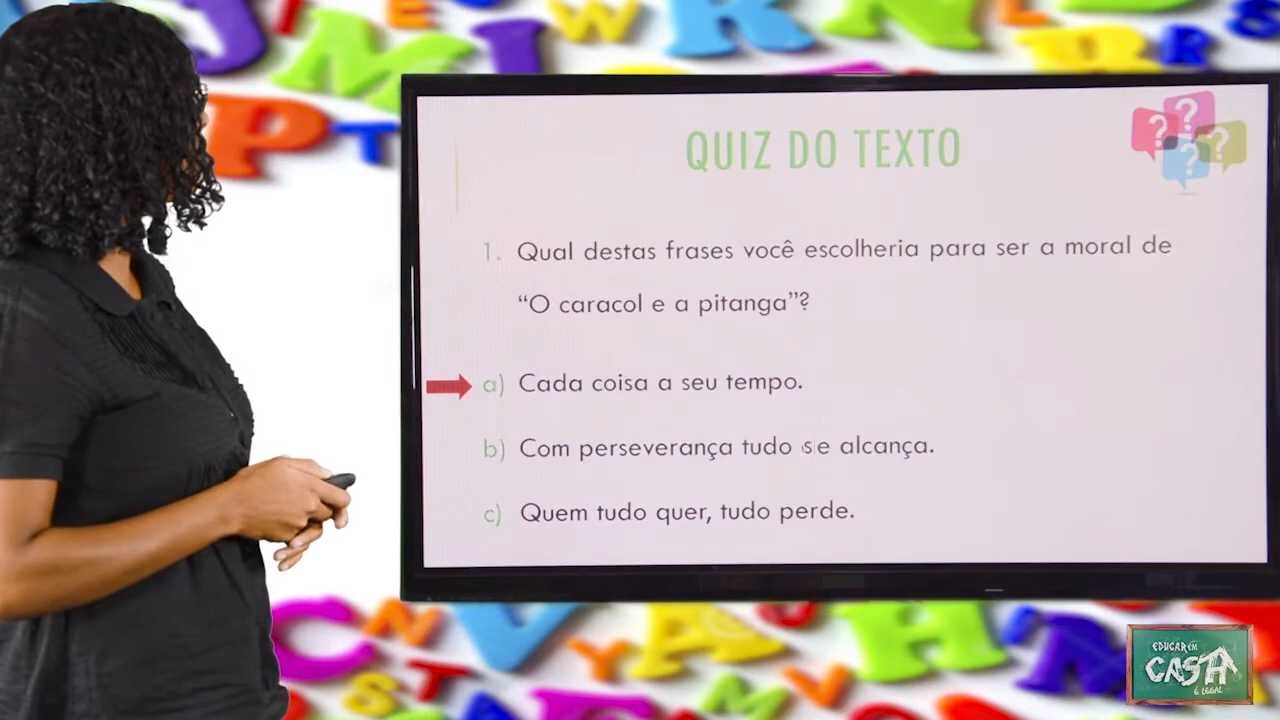 QUIZ DO TEXTO
1. Qual destas frases você escolheria para ser a moral de
“O caracol e a pitanga”?
a) Cada coisa a seu tempo.
b) Com perseverança tudo se alcança.
c) Quem tudo quer, tudo perde.
EDUCAR EM
CASA
É LEGAL